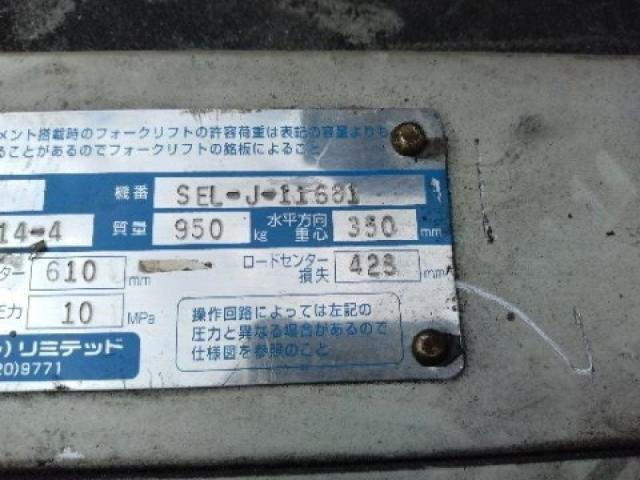 メント搭載時のフォークリフトの許容荷重は表記の容量よりも
ることがあるのでフォークリフトの銘板によること
機番 SEL-J-11681
14-4 質量 950 kg 水平方向重心 350 mm
ター 610 mm ロードセンター損失 423 mm
圧力 10 MPa
操作回路によっては左記の
圧力と異なる場合があるので
仕様図を参照のこと
)リミテッド
20)9771